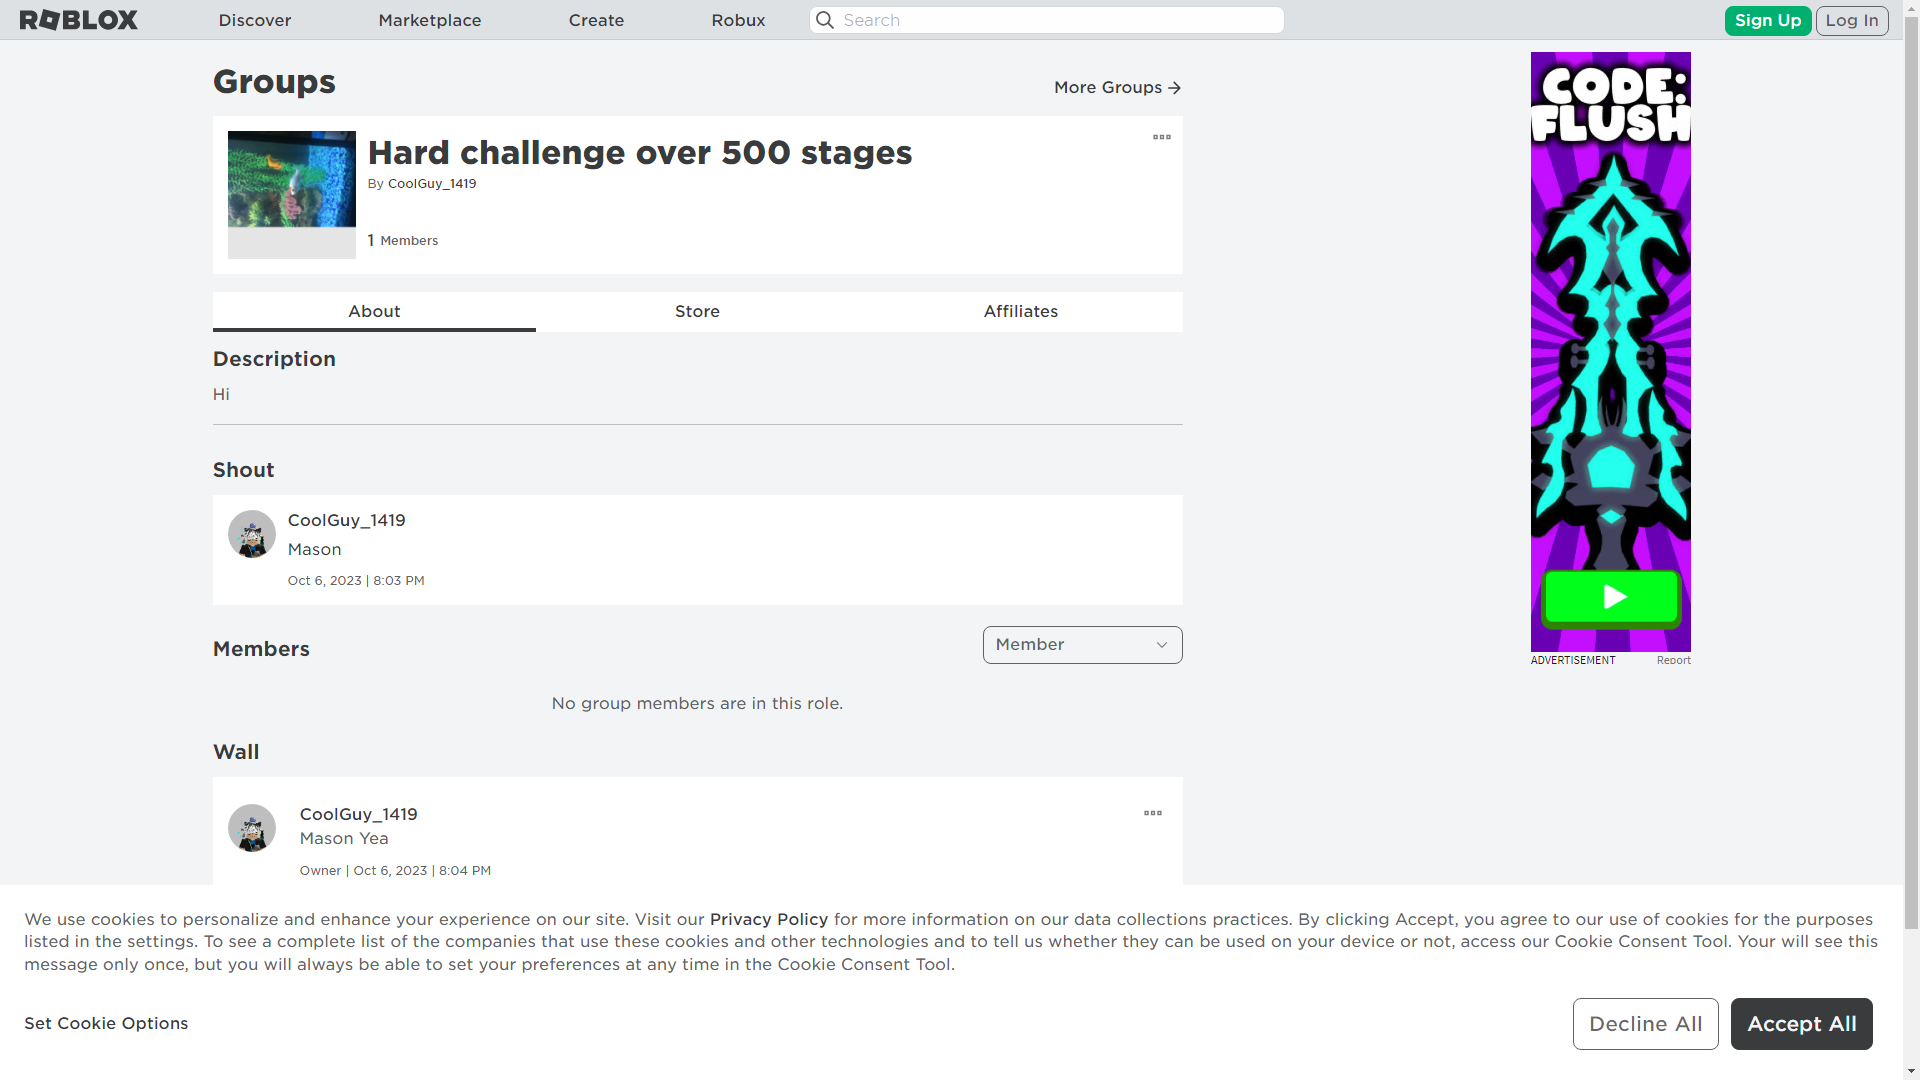 ROBLOX
Discover
Marketplace
Create
Robux
Search
Sign Up
Log In
Groups
More Groups
Hard challenge over 500 stages
By CoolGuy_1419
1 Members
About
Store
Affiliates
Description
Hi
Shout
CoolGuy_1419
Mason
Oct 6, 2023 | 8:03 PM
Members
Member
No group members are in this role.
Wall
CoolGuy_1419
Mason Yea
Owner | Oct 6, 2023 | 8:04 PM
CODE:
FLUSH
ADVERTISEMENT
Report
We use cookies to personalize and enhance your experience on our site. Visit our Privacy Policy for more information on our data collections practices. By clicking Accept, you agree to our use of cookies for the purposes
listed in the settings. To see a complete list of the companies that use these cookies and other technologies and to tell us whether they can be used on your device or not, access our Cookie Consent Tool. Your will see this
message only once, but you will always be able to set your preferences at any time in the Cookie Consent Tool.
Set Cookie Options
Decline All
Accept All